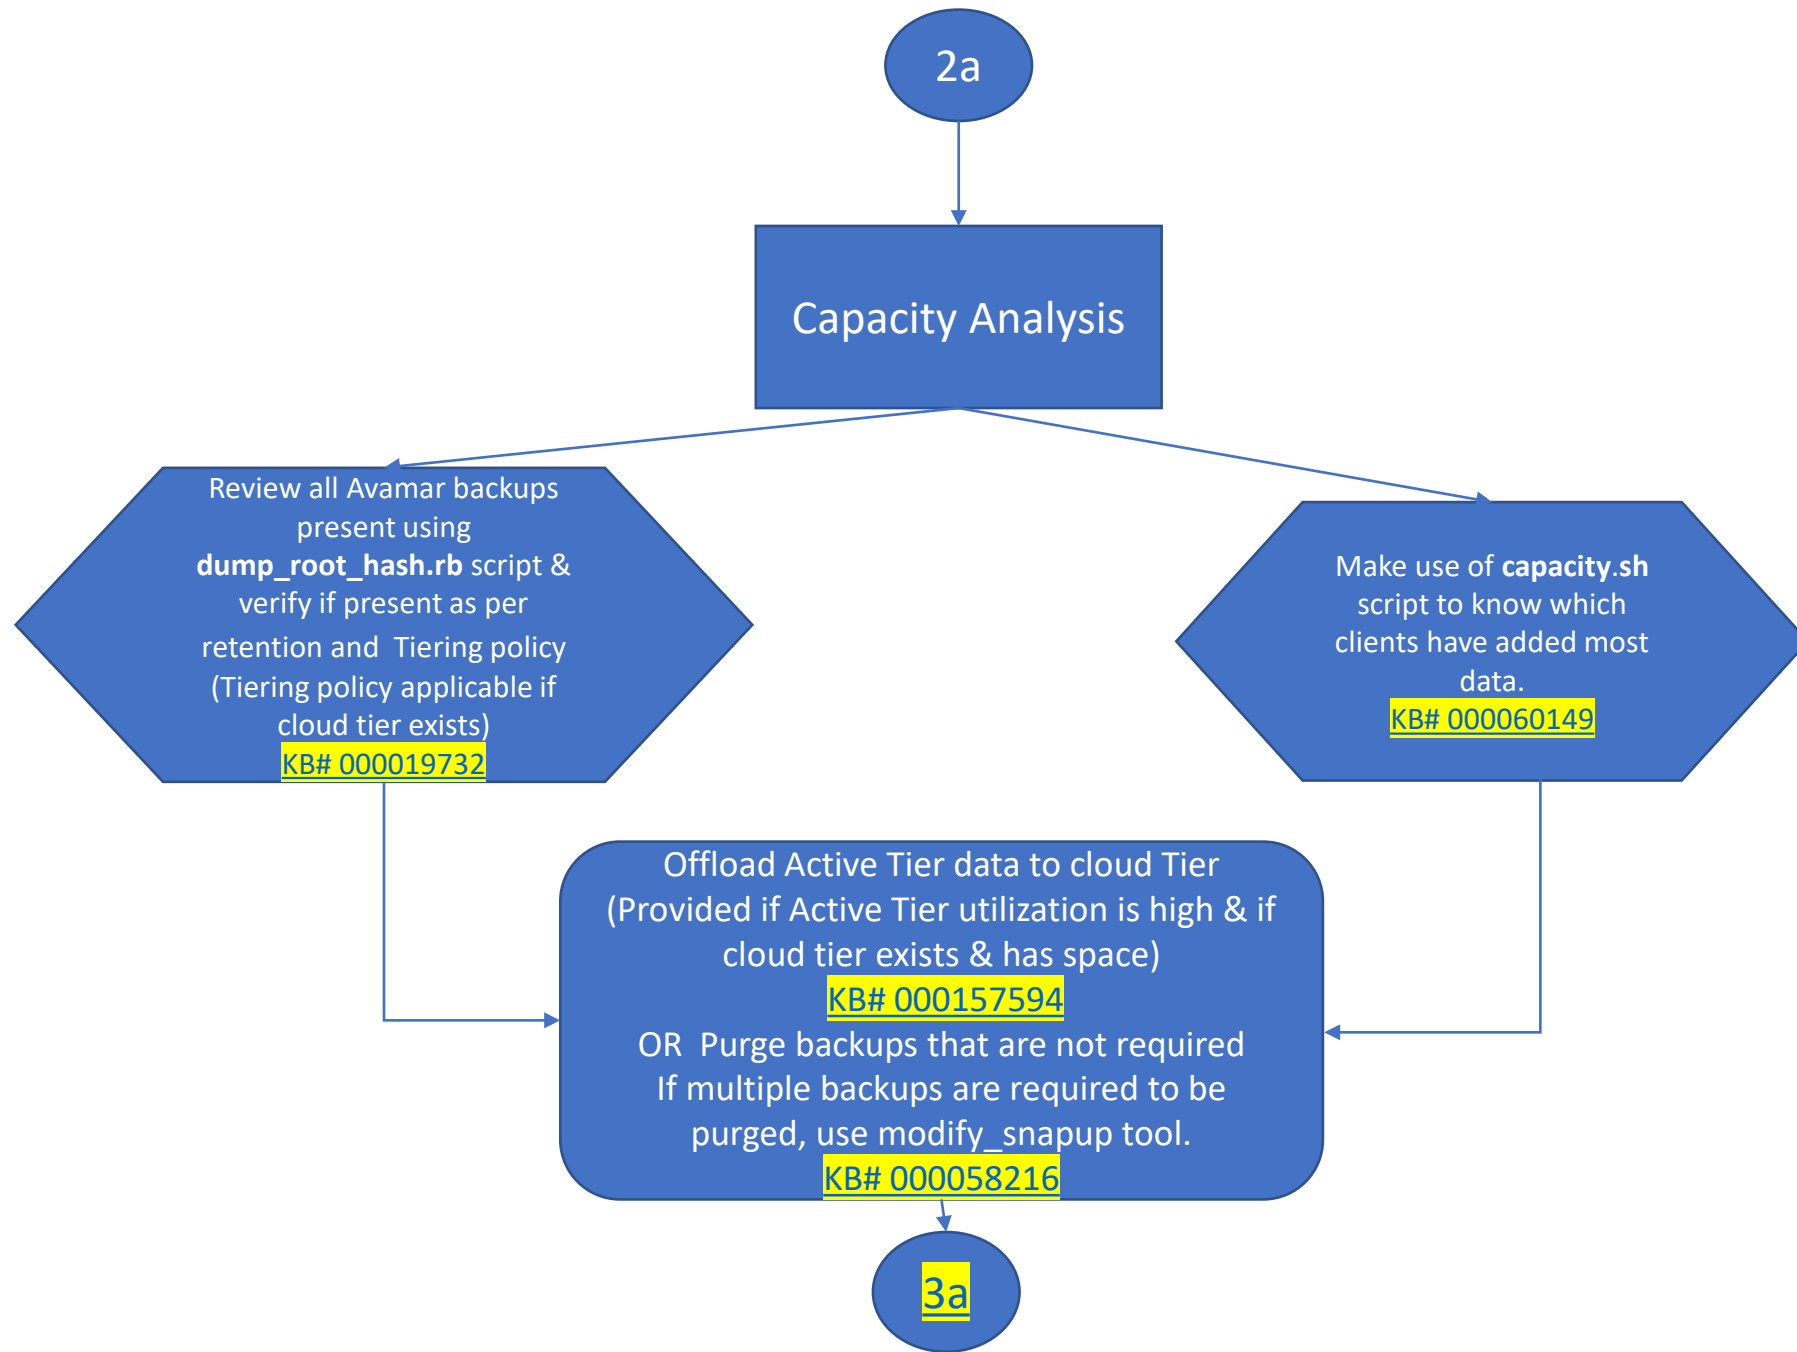 2a
Capacity Analysis
Review all Avamar backups
present using
dump_root_hash.rb script &
verify if present as per
retention and  Tiering policy
(Tiering policy applicable if
cloud tier exists)
KB# 000019732
Make use of capacity.sh
script to know which
clients have added most
data.
KB# 000060149
Offload Active Tier data to cloud Tier
(Provided if Active Tier utilization is high & if
cloud tier exists & has space)
KB# 000157594
OR  Purge backups that are not required
If multiple backups are required to be
purged, use modify_snapup tool.
KB# 000058216
3a